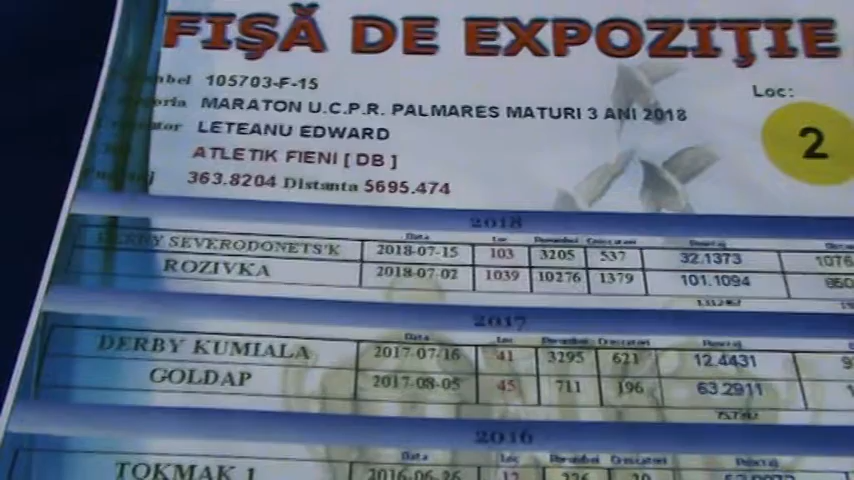 FIŞĂ DE EXPOZIŢIE
105703-F-15
Loc:
MARATON U.C.P.R. PALMARES MATURI 3 ANI 2018
2
LETEANU EDWARD
ATLETIK FIENI [ DB ]
363.8204 Distanta 5695.474
2018
Data Loc Porumbei Crescatori Punctaj
DERBY SEVERODONETS'K 2018-07-15 103 3205 537 32.1373
ROZIVKA 2018-07-02 1039 10276 1379 101.1094
2017
Data Loc Porumbei Crescatori Punctaj
DERBY KUMIALA 2017-07-16 41 3295 621 12.4431
GOLDAP 2017-08-05 45 711 196 63.2911
2016
Data Loc Porumbei Crescatori Punctaj
TOKMAK 1 2016-06-26